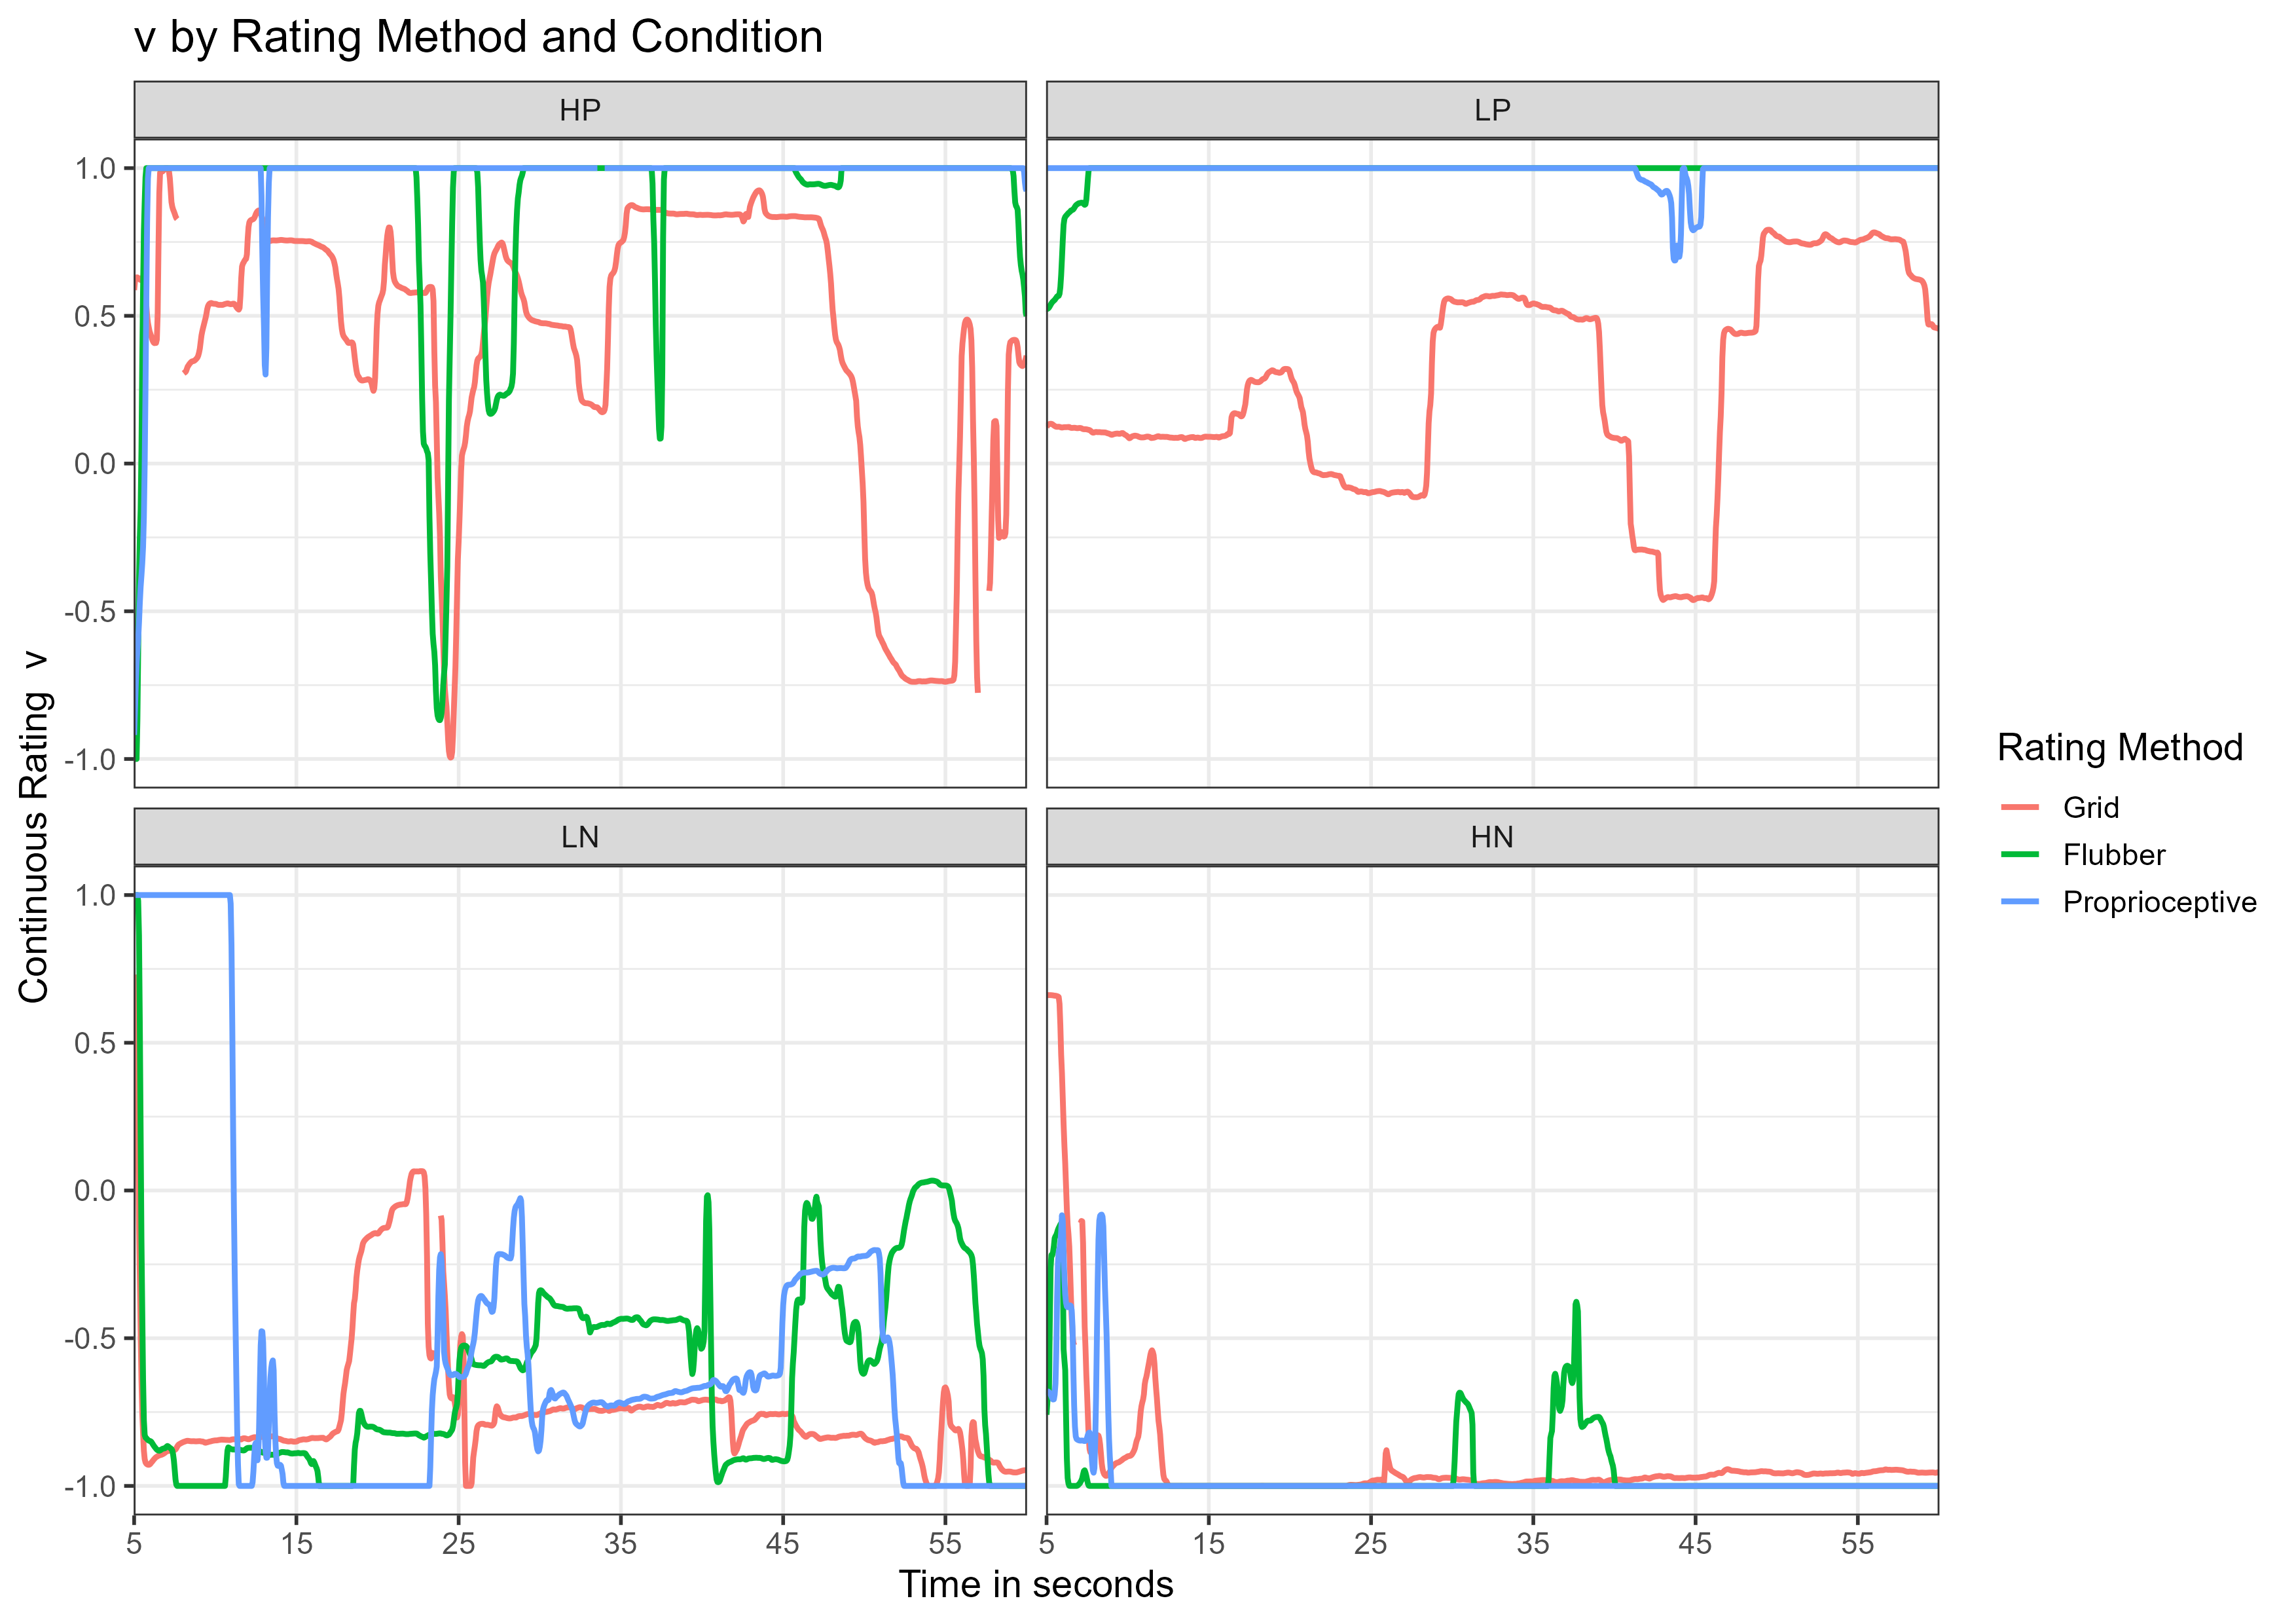 v by Rating Method and Condition
HP
LP
1.0
0.5
0.0
-0.5
-1.0
LN
HN
1.0
0.5
0.0
-0.5
-1.0
5 15 25 35 45 55
5 15 25 35 45 55
Time in seconds
Continuous Rating v
Rating Method
Grid
Flubber
Proprioceptive